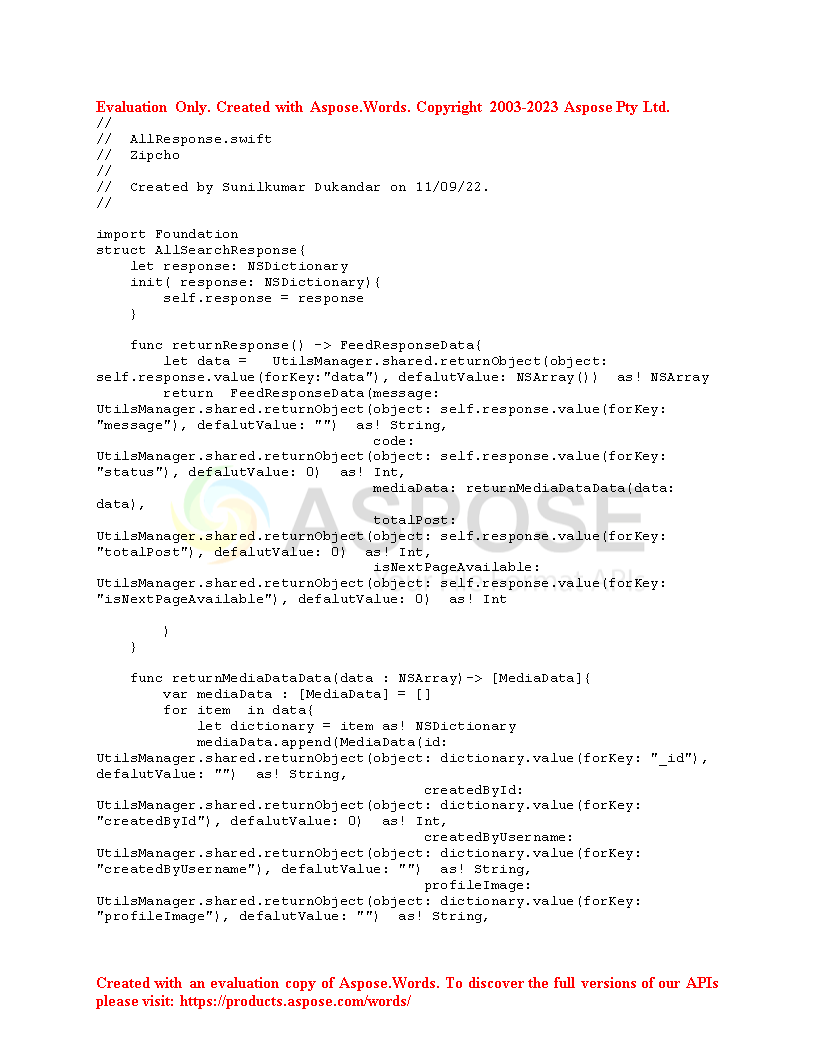 Evaluation Only. Created with Aspose.Words. Copyright 2003-2023 Aspose Pty Ltd.
//
//  AllResponse.swift
//  Zipcho
//
//  Created by Sunilkumar Dukandar on 11/09/22.
//
import Foundation
struct AllSearchResponse{
    let response: NSDictionary
    init( response: NSDictionary){
        self.response = response
    }
    func returnResponse() -> FeedResponseData{
        let data =   UtilsManager.shared.returnObject(object:
self.response.value(forKey:"data"), defalutValue: NSArray())  as! NSArray
        return  FeedResponseData(message:
UtilsManager.shared.returnObject(object: self.response.value(forKey:
"message"), defalutValue: "")  as! String,
                                 code:
UtilsManager.shared.returnObject(object: self.response.value(forKey:
"status"), defalutValue: 0)  as! Int,
                                 mediaData: returnMediaDataData(data:
data),
                                 totalPost:
UtilsManager.shared.returnObject(object: self.response.value(forKey:
"totalPost"), defalutValue: 0)  as! Int,
                                 isNextPageAvailable:
UtilsManager.shared.returnObject(object: self.response.value(forKey:
"isNextPageAvailable"), defalutValue: 0)  as! Int
        )
    }
    func returnMediaDataData(data : NSArray)-> [MediaData]{
        var mediaData : [MediaData] = []
        for item  in data{
            let dictionary = item as! NSDictionary
            mediaData.append(MediaData(id:
UtilsManager.shared.returnObject(object: dictionary.value(forKey: "_id"),
defalutValue: "")  as! String,
                                       createdById:
UtilsManager.shared.returnObject(object: dictionary.value(forKey:
"createdById"), defalutValue: 0)  as! Int,
                                       createdByUsername:
UtilsManager.shared.returnObject(object: dictionary.value(forKey:
"createdByUsername"), defalutValue: "")  as! String,
                                       profileImage:
UtilsManager.shared.returnObject(object: dictionary.value(forKey:
"profileImage"), defalutValue: "")  as! String,
ASPOSE
Created with an evaluation copy of Aspose.Words. To discover the full versions of our APIs
please visit: https://products.aspose.com/words/